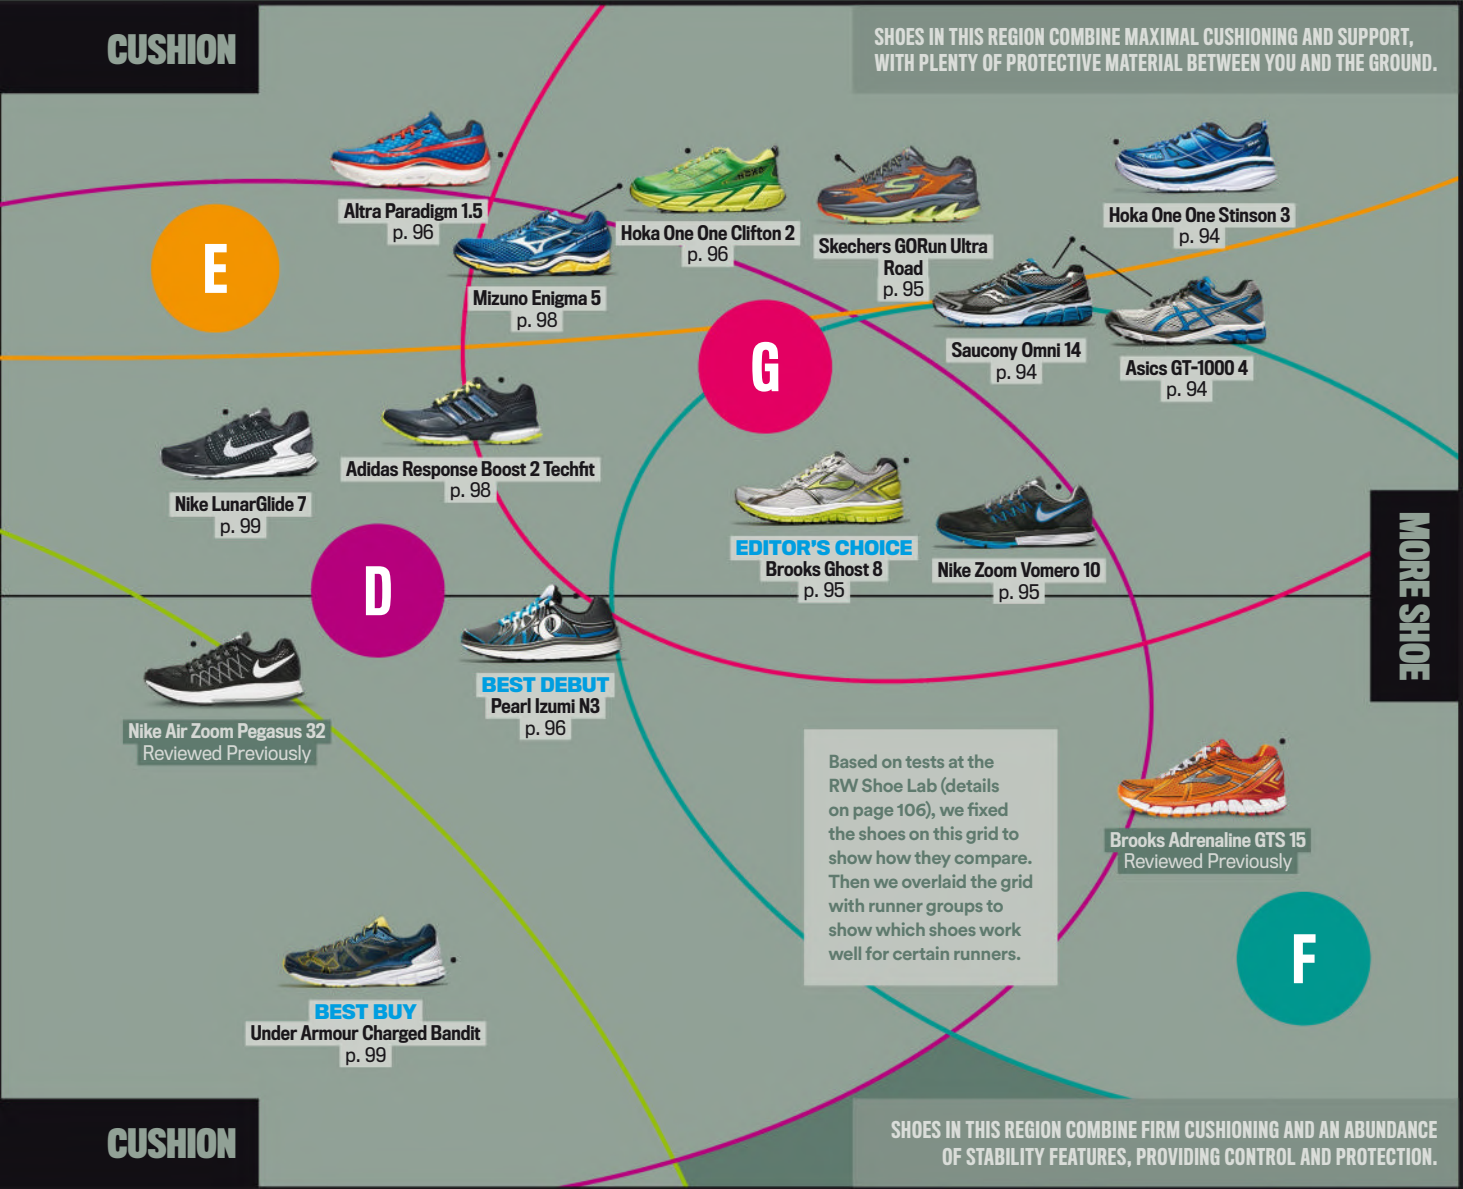 CUSHION
SHOES IN THIS REGION COMBINE MAXIMAL CUSHIONING AND SUPPORT,
WITH PLENTY OF PROTECTIVE MATERIAL BETWEEN YOU AND THE GROUND.
Altra Paradigm 1.5
p. 96
Hoka One One Clifton 2
p. 96
Skechers GORun Ultra
Road
p. 95
Hoka One One Stinson 3
p. 94
E
Mizuno Enigma 5
p. 98
G
Saucony Omni 14
p. 94
Asics GT-1000 4
p. 94
Nike LunarGlide 7
p. 99
Adidas Response Boost 2 Techfit
p. 98
EDITOR'S CHOICE
Brooks Ghost 8
p. 95
Nike Zoom Vomero 10
p. 95
MORE SHOE
D
Nike Air Zoom Pegasus 32
Reviewed Previously
BEST DEBUT
Pearl Izumi N3
p. 96
Based on tests at the
RW Shoe Lab (details
on page 106), we fixed
the shoes on this grid to
show how they compare.
Then we overlaid the grid
with runner groups to
show which shoes work
well for certain runners.
Brooks Adrenaline GTS 15
Reviewed Previously
F
BEST BUY
Under Armour Charged Bandit
p. 99
CUSHION
SHOES IN THIS REGION COMBINE FIRM CUSHIONING AND AN ABUNDANCE
OF STABILITY FEATURES, PROVIDING CONTROL AND PROTECTION.